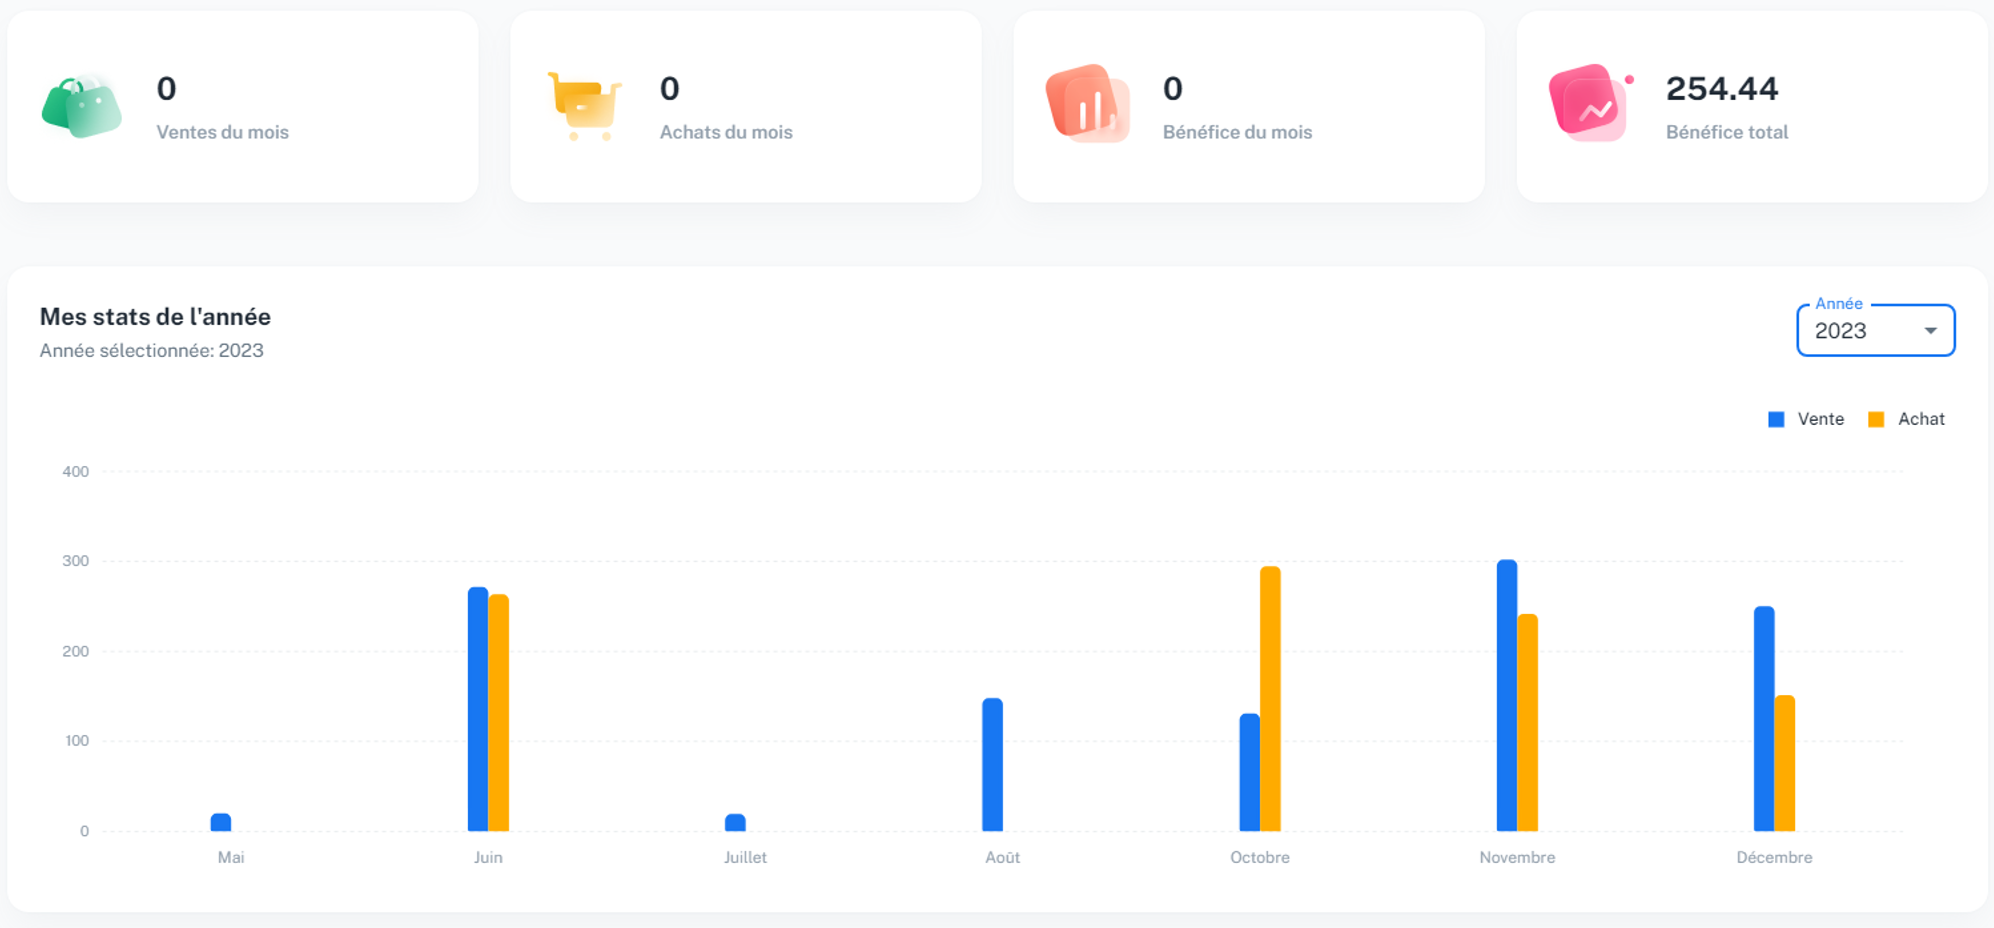 0
Ventes du mois
0
Achats du mois
0
Bénéfice du mois
254.44
Bénéfice total
Mes stats de l'année
Année sélectionnée: 2023
Année
2023
Vente
Achat
400
300
200
100
0
Mai
Juin
Juillet
Août
Octobre
Novembre
Décembre